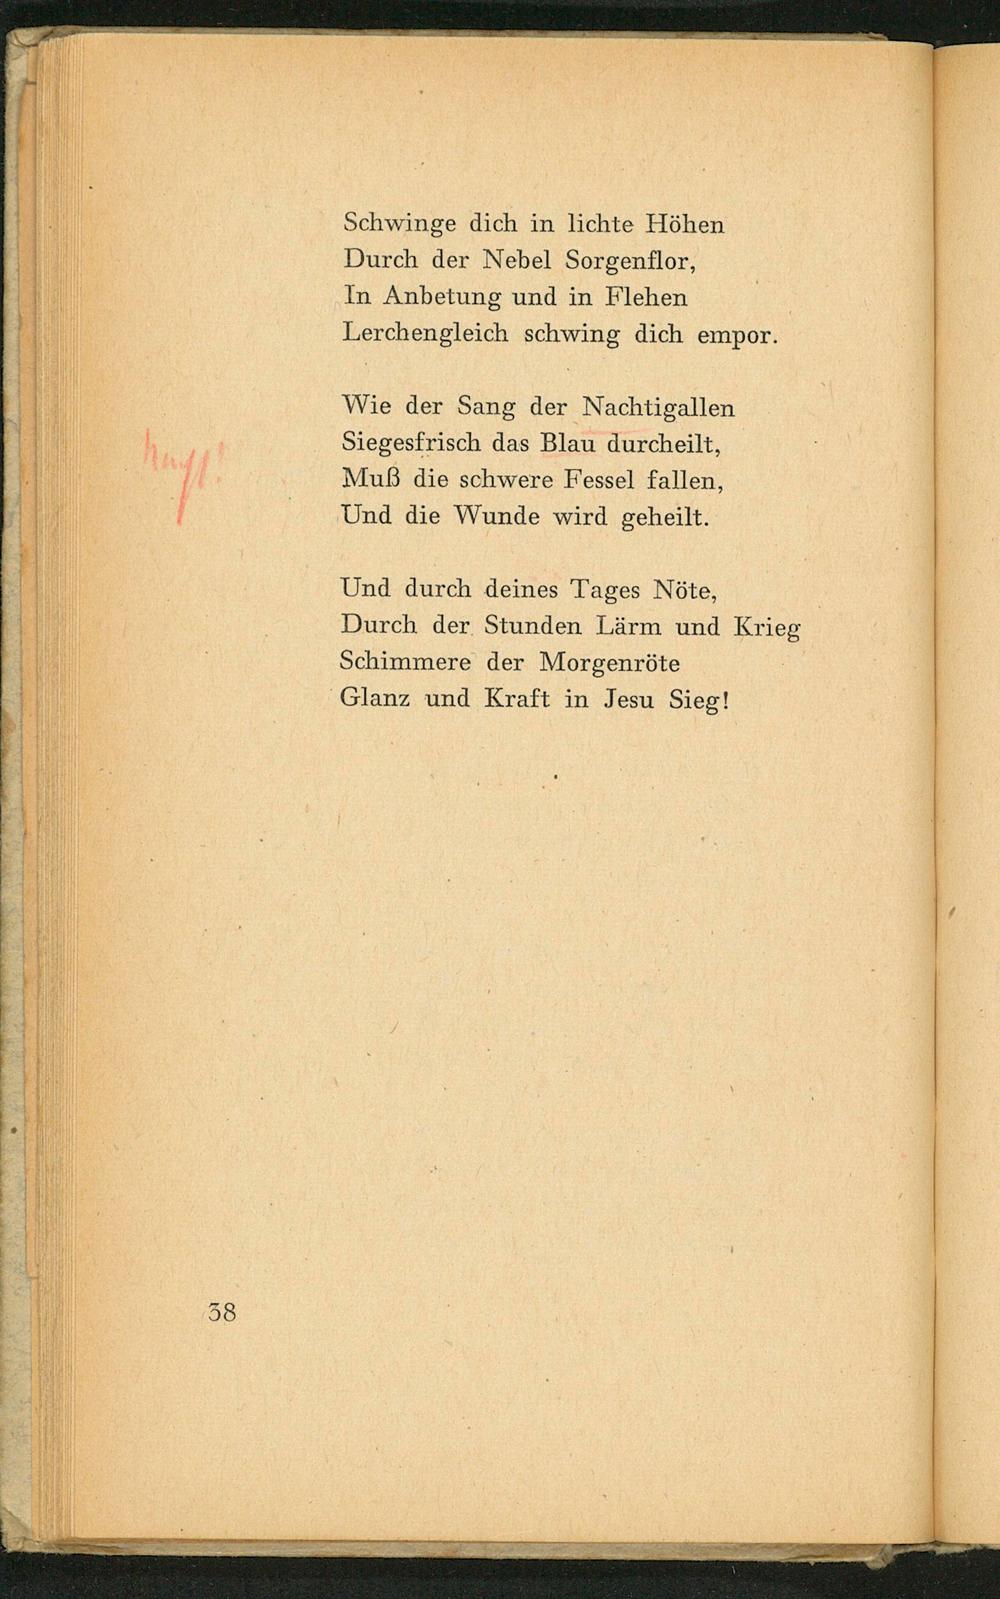 Schwinge dich in lichte Höhen
Durch der Nebel Sorgenflor,
In Anbetung und in Flehen
Lerchengleich schwing dich empor.
Wie der Sang der Nachtigallen
Siegesfrisch das Blau durcheilt,
Muß die schwere Fessel fallen,
Und die Wunde wird geheilt.
Und durch deines Tages Nöte,
Durch der Stunden Lärm und Krieg
Schimmere der Morgenröte
Glanz und Kraft in Jesu Sieg!
38